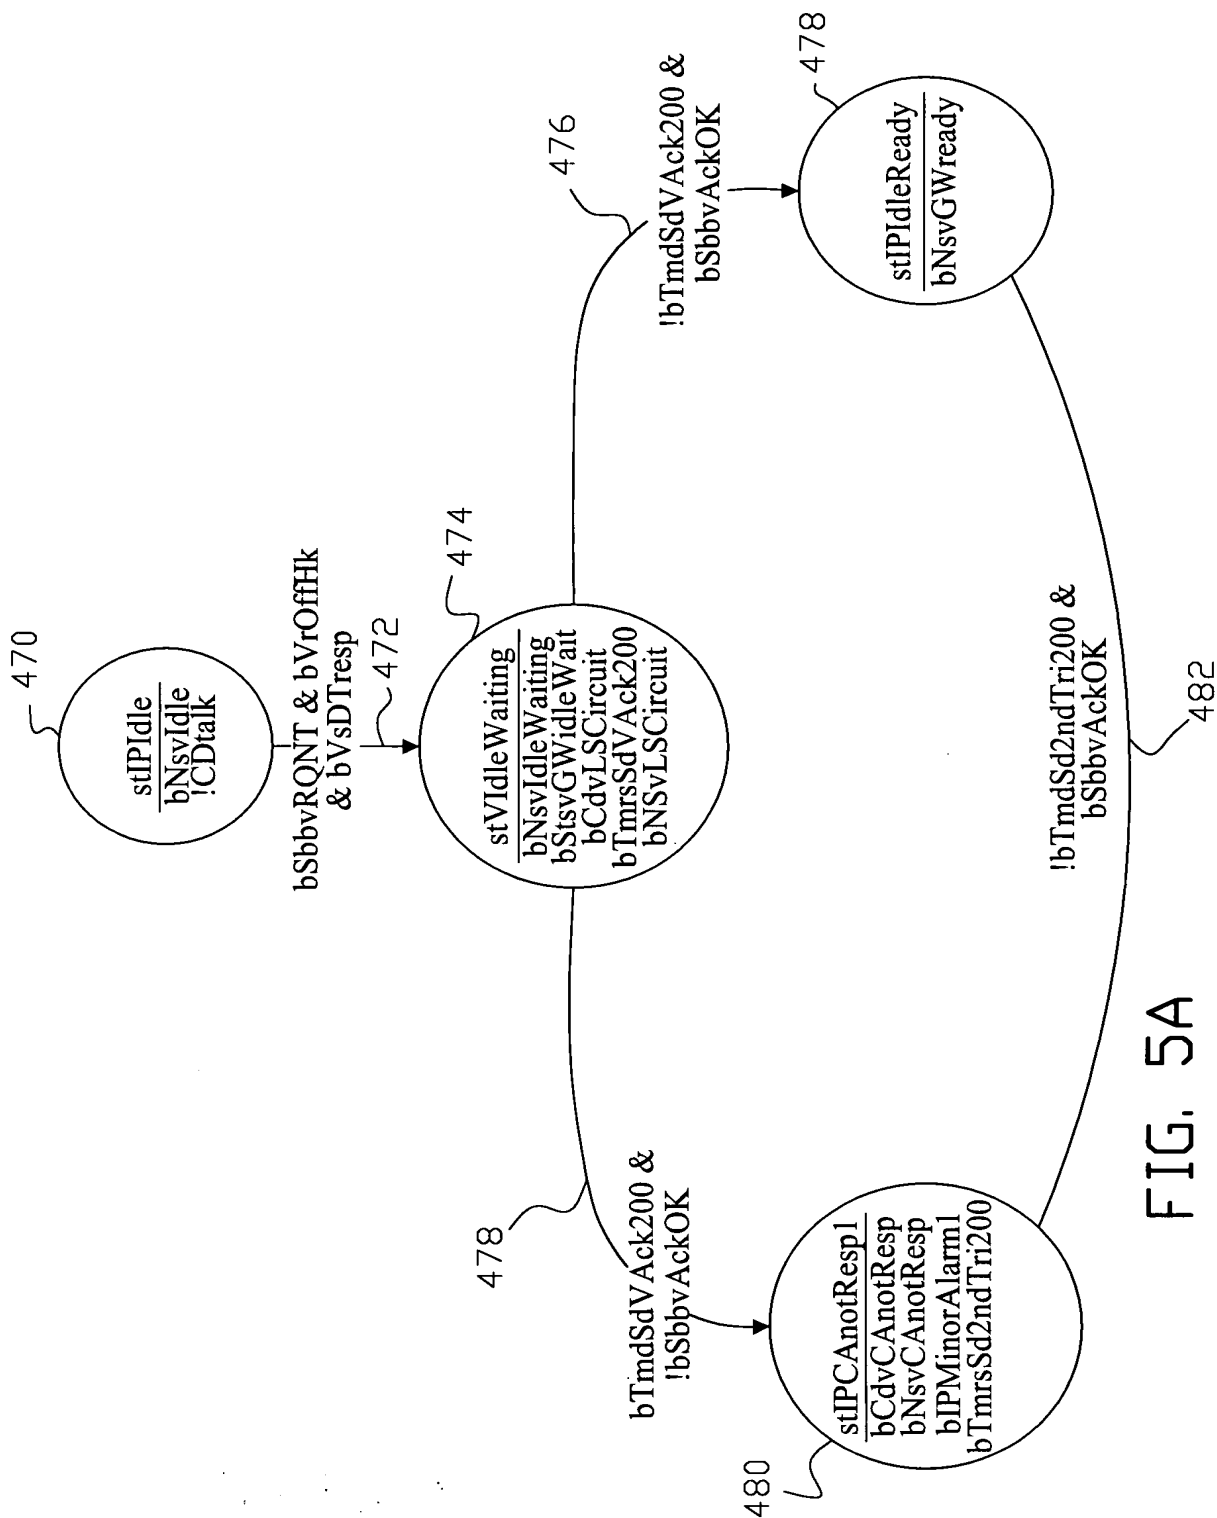 470
stIPIdle
bNsvIdle
!CDtalk
bSbbvRQNT & bVrOffHk
& bVsDTresp
472
474
stVIdleWaiting
bNsvIdleWaiting
bStsvGWidleWait
bCdvLSCircuit
bTmrsSdVAck200
bNSvLSCircuit
478
bTmdSdVAck200 &
!bSbbvAckOK
476
!bTmdSdVAck200 &
bSbbvAckOK
480
stIPCAnotResp1
bCdvCAnotResp
bNsvCAnotResp
bIPMinorAlarm1
bTmrsSd2ndTri200
478
stIPIdleReady
bNsvGWready
!bTmdSd2ndTri200 &
bSbbvAckOK
482
FIG. 5A